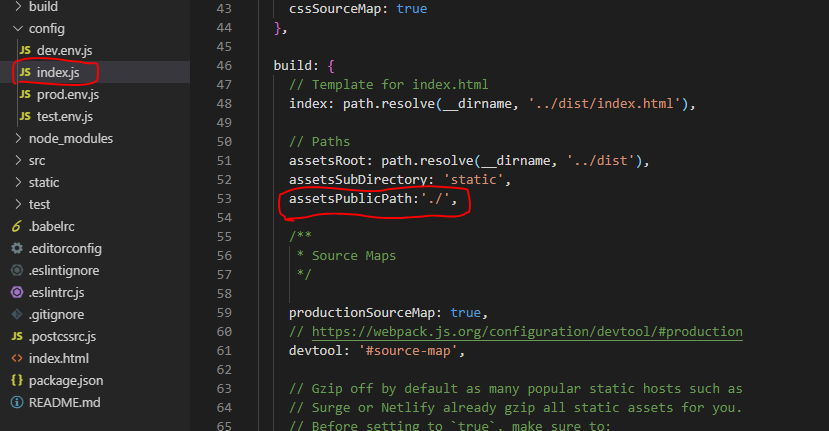 build
config
JS dev.env.js
JS index.js
JS prod.env.js
JS test.env.js
node_modules
src
static
test
.babelrc
.editorconfig
.eslintignore
.eslintrc.js
.gitignore
JS .postcssrc.js
<> index.html
package.json
README.md
43 cssSourceMap: true
44 },
45
46 build: {
47 // Template for index.html
48 index: path.resolve(__dirname, '../dist/index.html'),
49
50 // Paths
51 assetsRoot: path.resolve(__dirname, '../dist'),
52 assetsSubDirectory: 'static',
53 assetsPublicPath:'./',
54
55 /**
56 * Source Maps
57 */
58
59 productionSourceMap: true,
60 // https://webpack.js.org/configuration/devtool/#production
61 devtool: '#source-map',
62
63 // Gzip off by default as many popular static hosts such as
64 // Surge or Netlify already gzip all static assets for you.
65 // Before setting to `true`, make sure to: